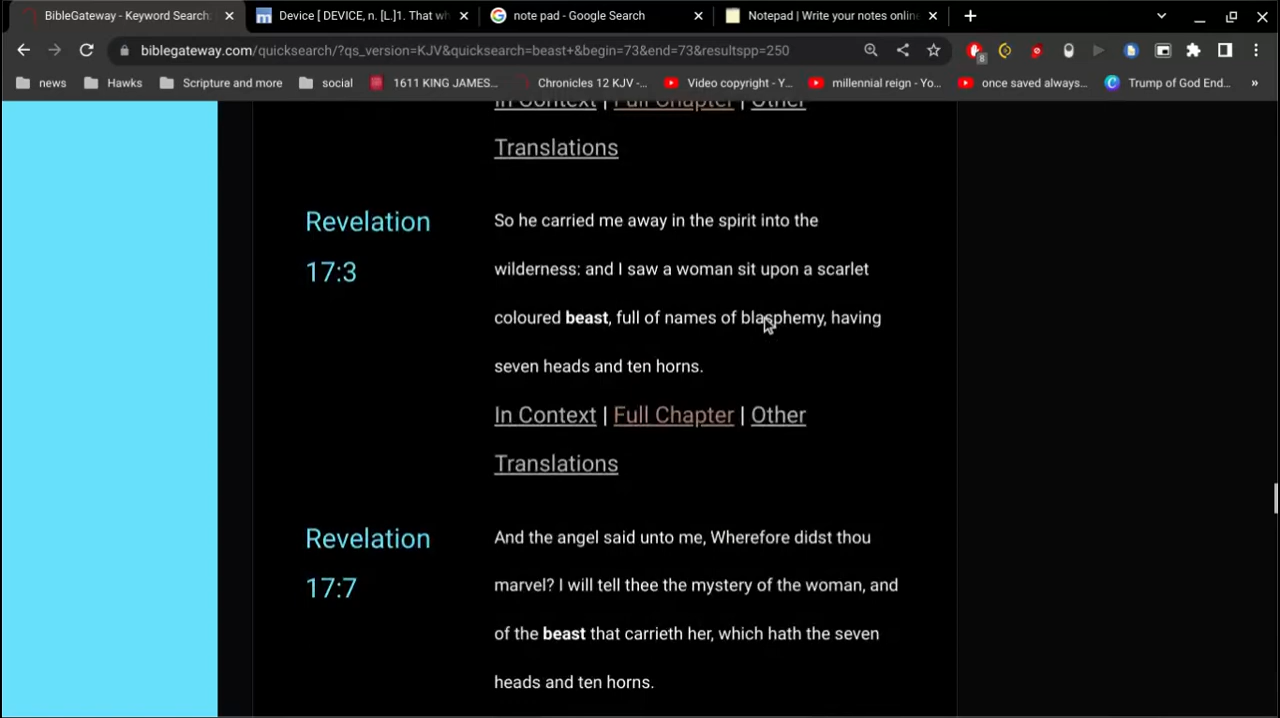 BibleGateway - Keyword Search:
Device [ DEVICE, n. [L.]1. That wh
note pad - Google Search
Notepad | Write your notes online
biblegateway.com/quicksearch/?qs_version=KJV&quicksearch=beast+&begin=73&end=73&resultspp=250
8
news
Hawks
Scripture and more
social
1611 KING JAMES...
Chronicles 12 KJV -...
Video copyright - Y...
millennial reign - Yo...
once saved always...
Trump of God End...
»
In Context | Full Chapter | Other
Translations
Revelation
17:3
So he carried me away in the spirit into the
wilderness: and I saw a woman sit upon a scarlet
coloured beast, full of names of blasphemy, having
seven heads and ten horns.
In Context | Full Chapter | Other
Translations
Revelation
17:7
And the angel said unto me, Wherefore didst thou
marvel? I will tell thee the mystery of the woman, and
of the beast that carrieth her, which hath the seven
heads and ten horns.